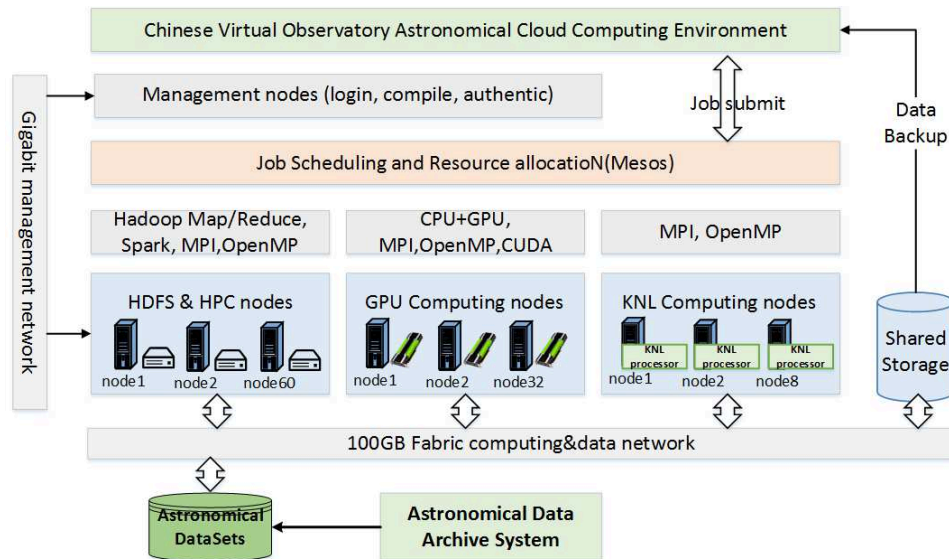 Chinese Virtual Observatory Astronomical Cloud Computing Environment
Gigabit management network
Management nodes (login, compile, authentic)
Job submit
Data
Backup
Job Scheduling and Resource allocatioN(Mesos)
Hadoop Map/Reduce,
Spark, MPI,OpenMP
CPU+GPU,
MPI,OpenMP,CUDA
MPI, OpenMP
HDFS & HPC nodes
node1
node2
node60
GPU Computing nodes
node1
node2
node32
KNL Computing nodes
KNL
processor
KNL
processor
KNL
processor
node1
node2
node8
Shared
Storage
100GB Fabric computing&data network
Astronomical
DataSets
Astronomical Data
Archive System